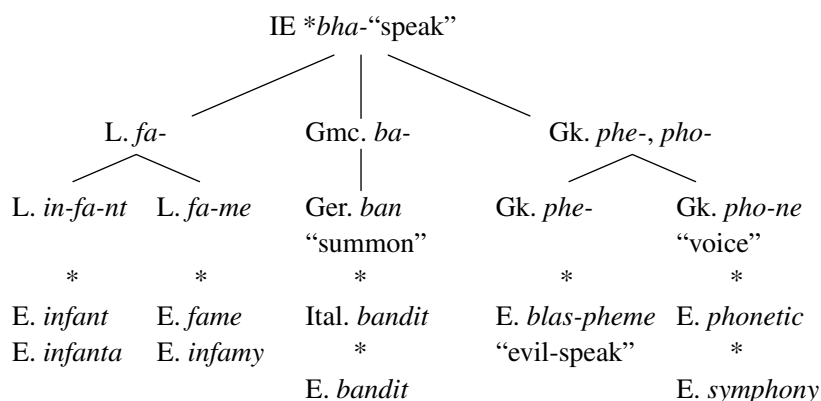 IE *bha-“speak”
L. fa- Gmc. ba- Gk. phe-, pho-
L. in-fa-nt L. fa-me Ger. ban Gk. phe- Gk. pho-ne
“summon” “voice”
* * * * *
E. infant E. fame Ital. bandit E. blas-pheme E. phonetic
E. infanta E. infamy * “evil-speak” *
E. bandit E. symphony